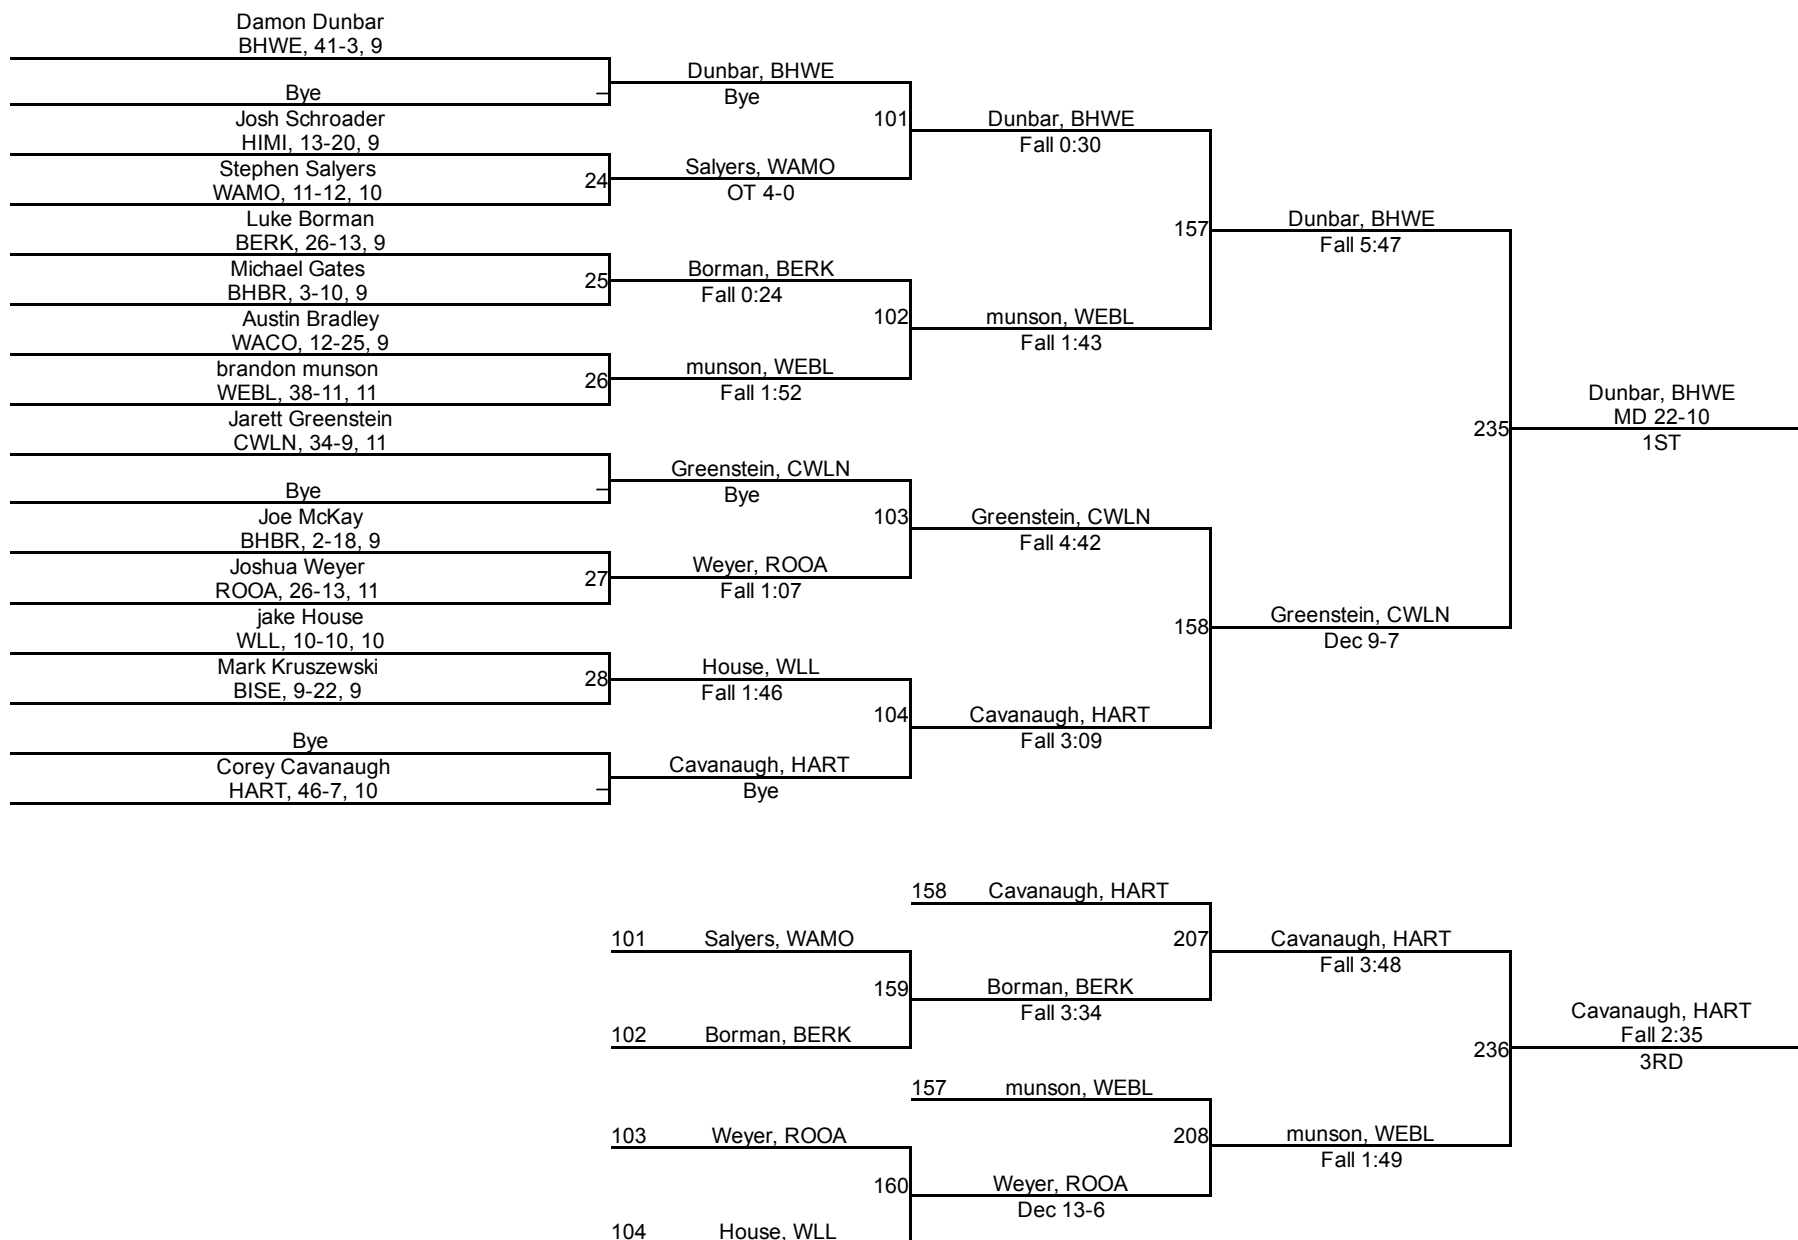 Damon Dunbar
BHWE, 41-3, 9
Bye
Josh Schroader
HIMI, 13-20, 9
Stephen Salyers
WAMO, 11-12, 10
24
Luke Borman
BERK, 26-13, 9
Michael Gates
BHBR, 3-10, 9
25
Austin Bradley
WACO, 12-25, 9
brandon munson
WEBL, 38-11, 11
26
Jarett Greenstein
CWLN, 34-9, 11
Bye
Joe McKay
BHBR, 2-18, 9
Joshua Weyer
ROOA, 26-13, 11
27
jake House
WLL, 10-10, 10
Mark Kruszewski
BISE, 9-22, 9
28
Bye
Corey Cavanaugh
HART, 46-7, 10
Dunbar, BHWE
Bye
101
Salyers, WAMO
OT 4-0
Borman, BERK
Fall 0:24
102
munson, WEBL
Fall 1:52
Greenstein, CWLN
Bye
103
Weyer, ROOA
Fall 1:07
House, WLL
Fall 1:46
104
Cavanaugh, HART
Bye
Dunbar, BHWE
Fall 0:30
157
munson, WEBL
Fall 1:43
Greenstein, CWLN
Fall 4:42
158
Cavanaugh, HART
Fall 3:09
Dunbar, BHWE
Fall 5:47
235
Greenstein, CWLN
Dec 9-7
Dunbar, BHWE
MD 22-10
1ST
101 Salyers, WAMO
159
102 Borman, BERK
103 Weyer, ROOA
160
104 House, WLL
158 Cavanaugh, HART
207
Borman, BERK
Fall 3:34
157 munson, WEBL
208
Weyer, ROOA
Dec 13-6
Cavanaugh, HART
Fall 3:48
236
munson, WEBL
Fall 1:49
Cavanaugh, HART
Fall 2:35
3RD